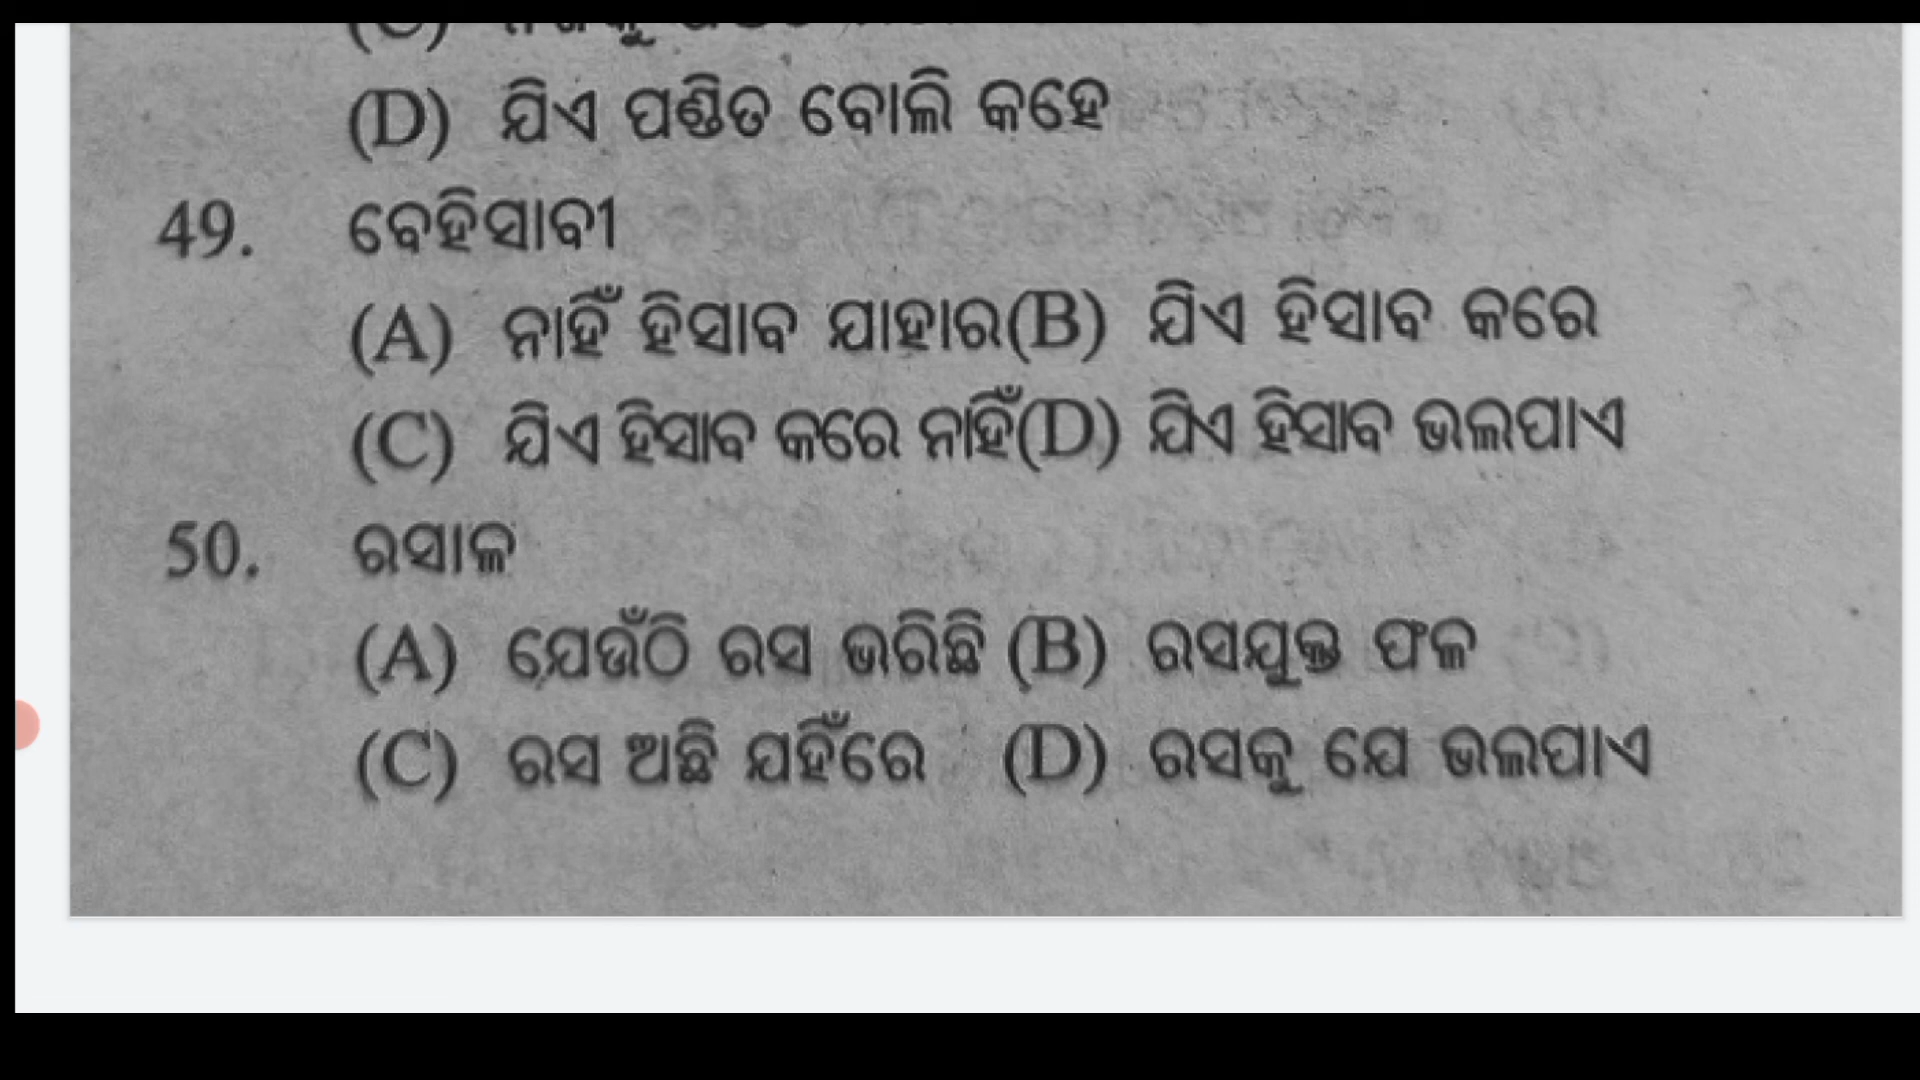 (D) ଯିଏ ପଣ୍ଡିତ ବୋଲି କହେ
49. ବେହିସାବୀ
(A) ନାହିଁ ହିସାବ ଯାହାର(B) ଯିଏ ହିସାବ କରେ
(C) ଯିଏ ହିସାବ କରେ ନାହିଁ(D) ଯିଏ ହିସାବ ଭଲପାଏ
50. ରସାଳ
(A) ଯେଉଁଠି ରସ ଭରିଛି (B) ରସଯୁକ୍ତ ଫଳ
(C) ରସ ଅଛି ଯହିଁରେ (D) ରସକୁ ଯେ ଭଲପାଏ